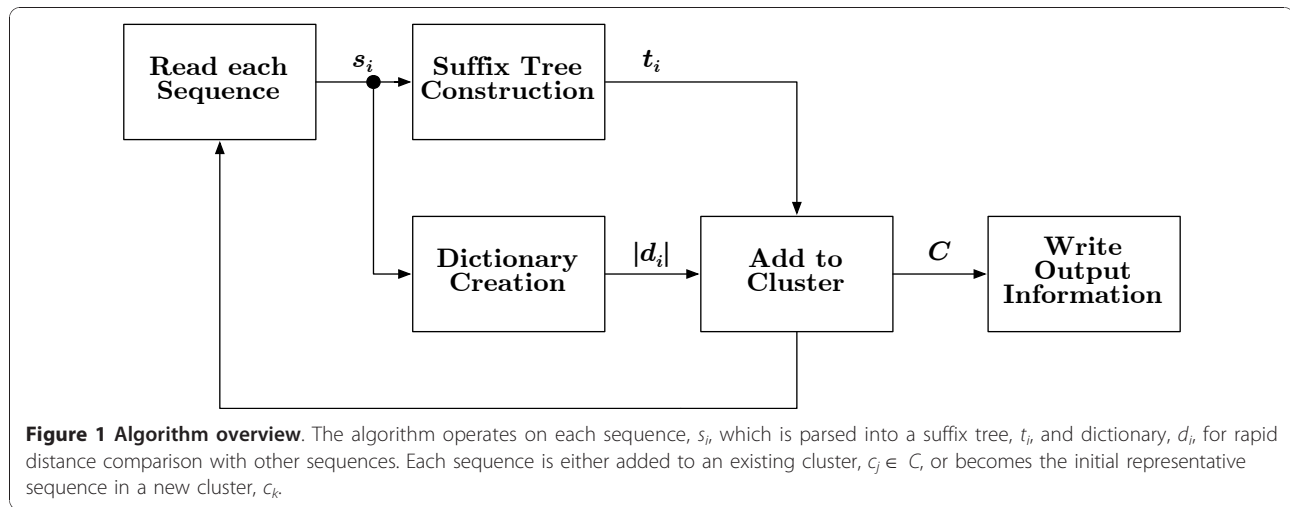 Read each
Sequence
s_i
Suffix Tree
Construction
t_i
Dictionary
Creation
|d_i|
Add to
Cluster
C
Write
Output
Information
Figure 1 Algorithm overview. The algorithm operates on each sequence, s_i, which is parsed into a suffix tree, t_i, and dictionary, d_i, for rapid
distance comparison with other sequences. Each sequence is either added to an existing cluster, c_j ∈ C, or becomes the initial representative
sequence in a new cluster, c_k.